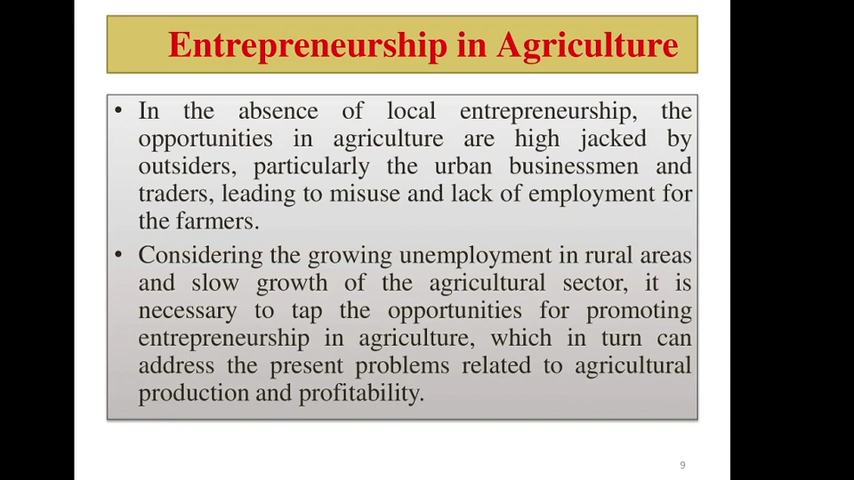 Entrepreneurship in Agriculture
• In the absence of local entrepreneurship, the
opportunities in agriculture are high jacked by
outsiders, particularly the urban businessmen and
traders, leading to misuse and lack of employment for
the farmers.
• Considering the growing unemployment in rural areas
and slow growth of the agricultural sector, it is
necessary to tap the opportunities for promoting
entrepreneurship in agriculture, which in turn can
address the present problems related to agricultural
production and profitability.
9